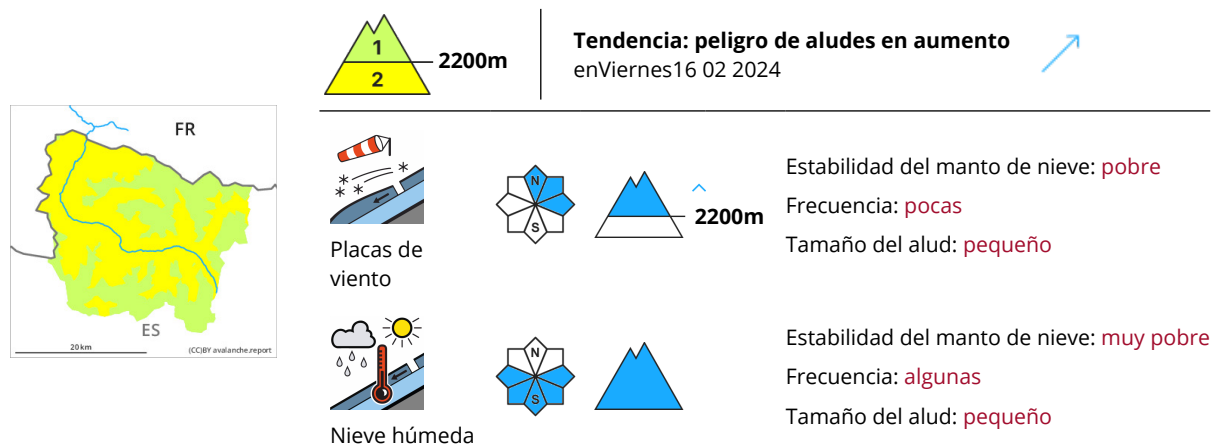 1
2
2200m
Tendencia: peligro de aludes en aumento
enViernes16 02 2024
FR
ES
20 km
(CC)BY avalanche.report
Placas de
viento
N
S
2200m
Estabilidad del manto de nieve: pobre
Frecuencia: pocas
Tamaño del alud: pequeño
Nieve húmeda
N
S
Estabilidad del manto de nieve: muy pobre
Frecuencia: algunas
Tamaño del alud: pequeño